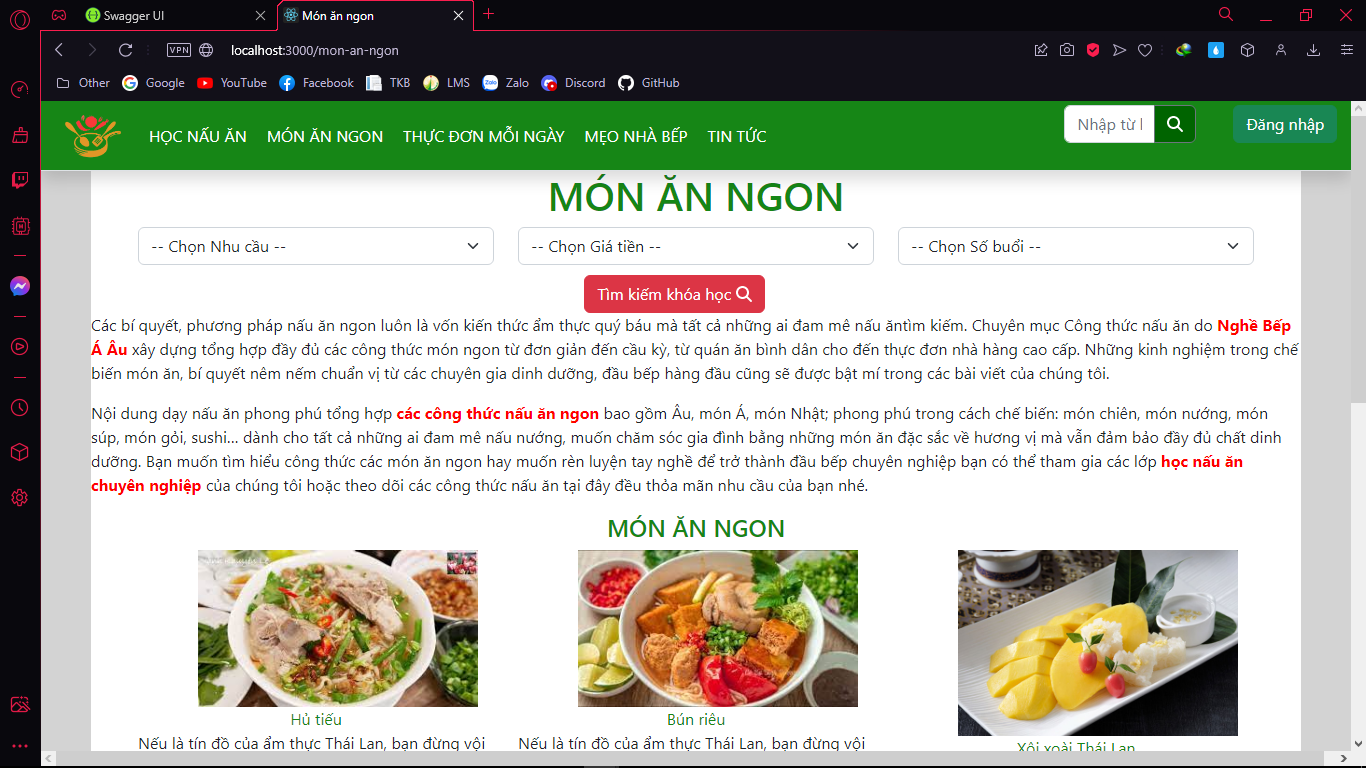 Swagger UI
Món ăn ngon
VPN
localhost:3000/mon-an-ngon
Other
Google
YouTube
Facebook
TKB
LMS
Zalo
Discord
GitHub
HỌC NẤU ĂN
MÓN ĂN NGON
THỰC ĐƠN MỖI NGÀY
MẸO NHÀ BẾP
TIN TỨC
Nhập từ
Đăng nhập
MÓN ĂN NGON
-- Chọn Nhu cầu --
-- Chọn Giá tiền --
-- Chọn Số buổi --
Tìm kiếm khóa học
Các bí quyết, phương pháp nấu ăn ngon luôn là vốn kiến thức ẩm thực quý báu mà tất cả những ai đam mê nấu ăntìm kiếm. Chuyên mục Công thức nấu ăn do Nghề Bếp
Á Âu xây dựng tổng hợp đầy đủ các công thức món ngon từ đơn giản đến cầu kỳ, từ quán ăn bình dân cho đến thực đơn nhà hàng cao cấp. Những kinh nghiệm trong chế
biến món ăn, bí quyết nêm nếm chuẩn vị từ các chuyên gia dinh dưỡng, đầu bếp hàng đầu cũng sẽ được bật mí trong các bài viết của chúng tôi.
Nội dung dạy nấu ăn phong phú tổng hợp các công thức nấu ăn ngon bao gồm Âu, món Á, món Nhật; phong phú trong cách chế biến: món chiên, món nướng, món
súp, món gỏi, sushi... dành cho tất cả những ai đam mê nấu nướng, muốn chăm sóc gia đình bằng những món ăn đặc sắc về hương vị mà vẫn đảm bảo đầy đủ chất dinh
dưỡng. Bạn muốn tìm hiểu công thức các món ăn ngon hay muốn rèn luyện tay nghề để trở thành đầu bếp chuyên nghiệp bạn có thể tham gia các lớp học nấu ăn
chuyên nghiệp của chúng tôi hoặc theo dõi các công thức nấu ăn tại đây đều thỏa mãn nhu cầu của bạn nhé.
MÓN ĂN NGON
Hủ tiếu
Bún riêu
Xôi xoài Thái Lan
Nếu là tín đồ của ẩm thực Thái Lan, bạn đừng vội
Nếu là tín đồ của ẩm thực Thái Lan, bạn đừng vội